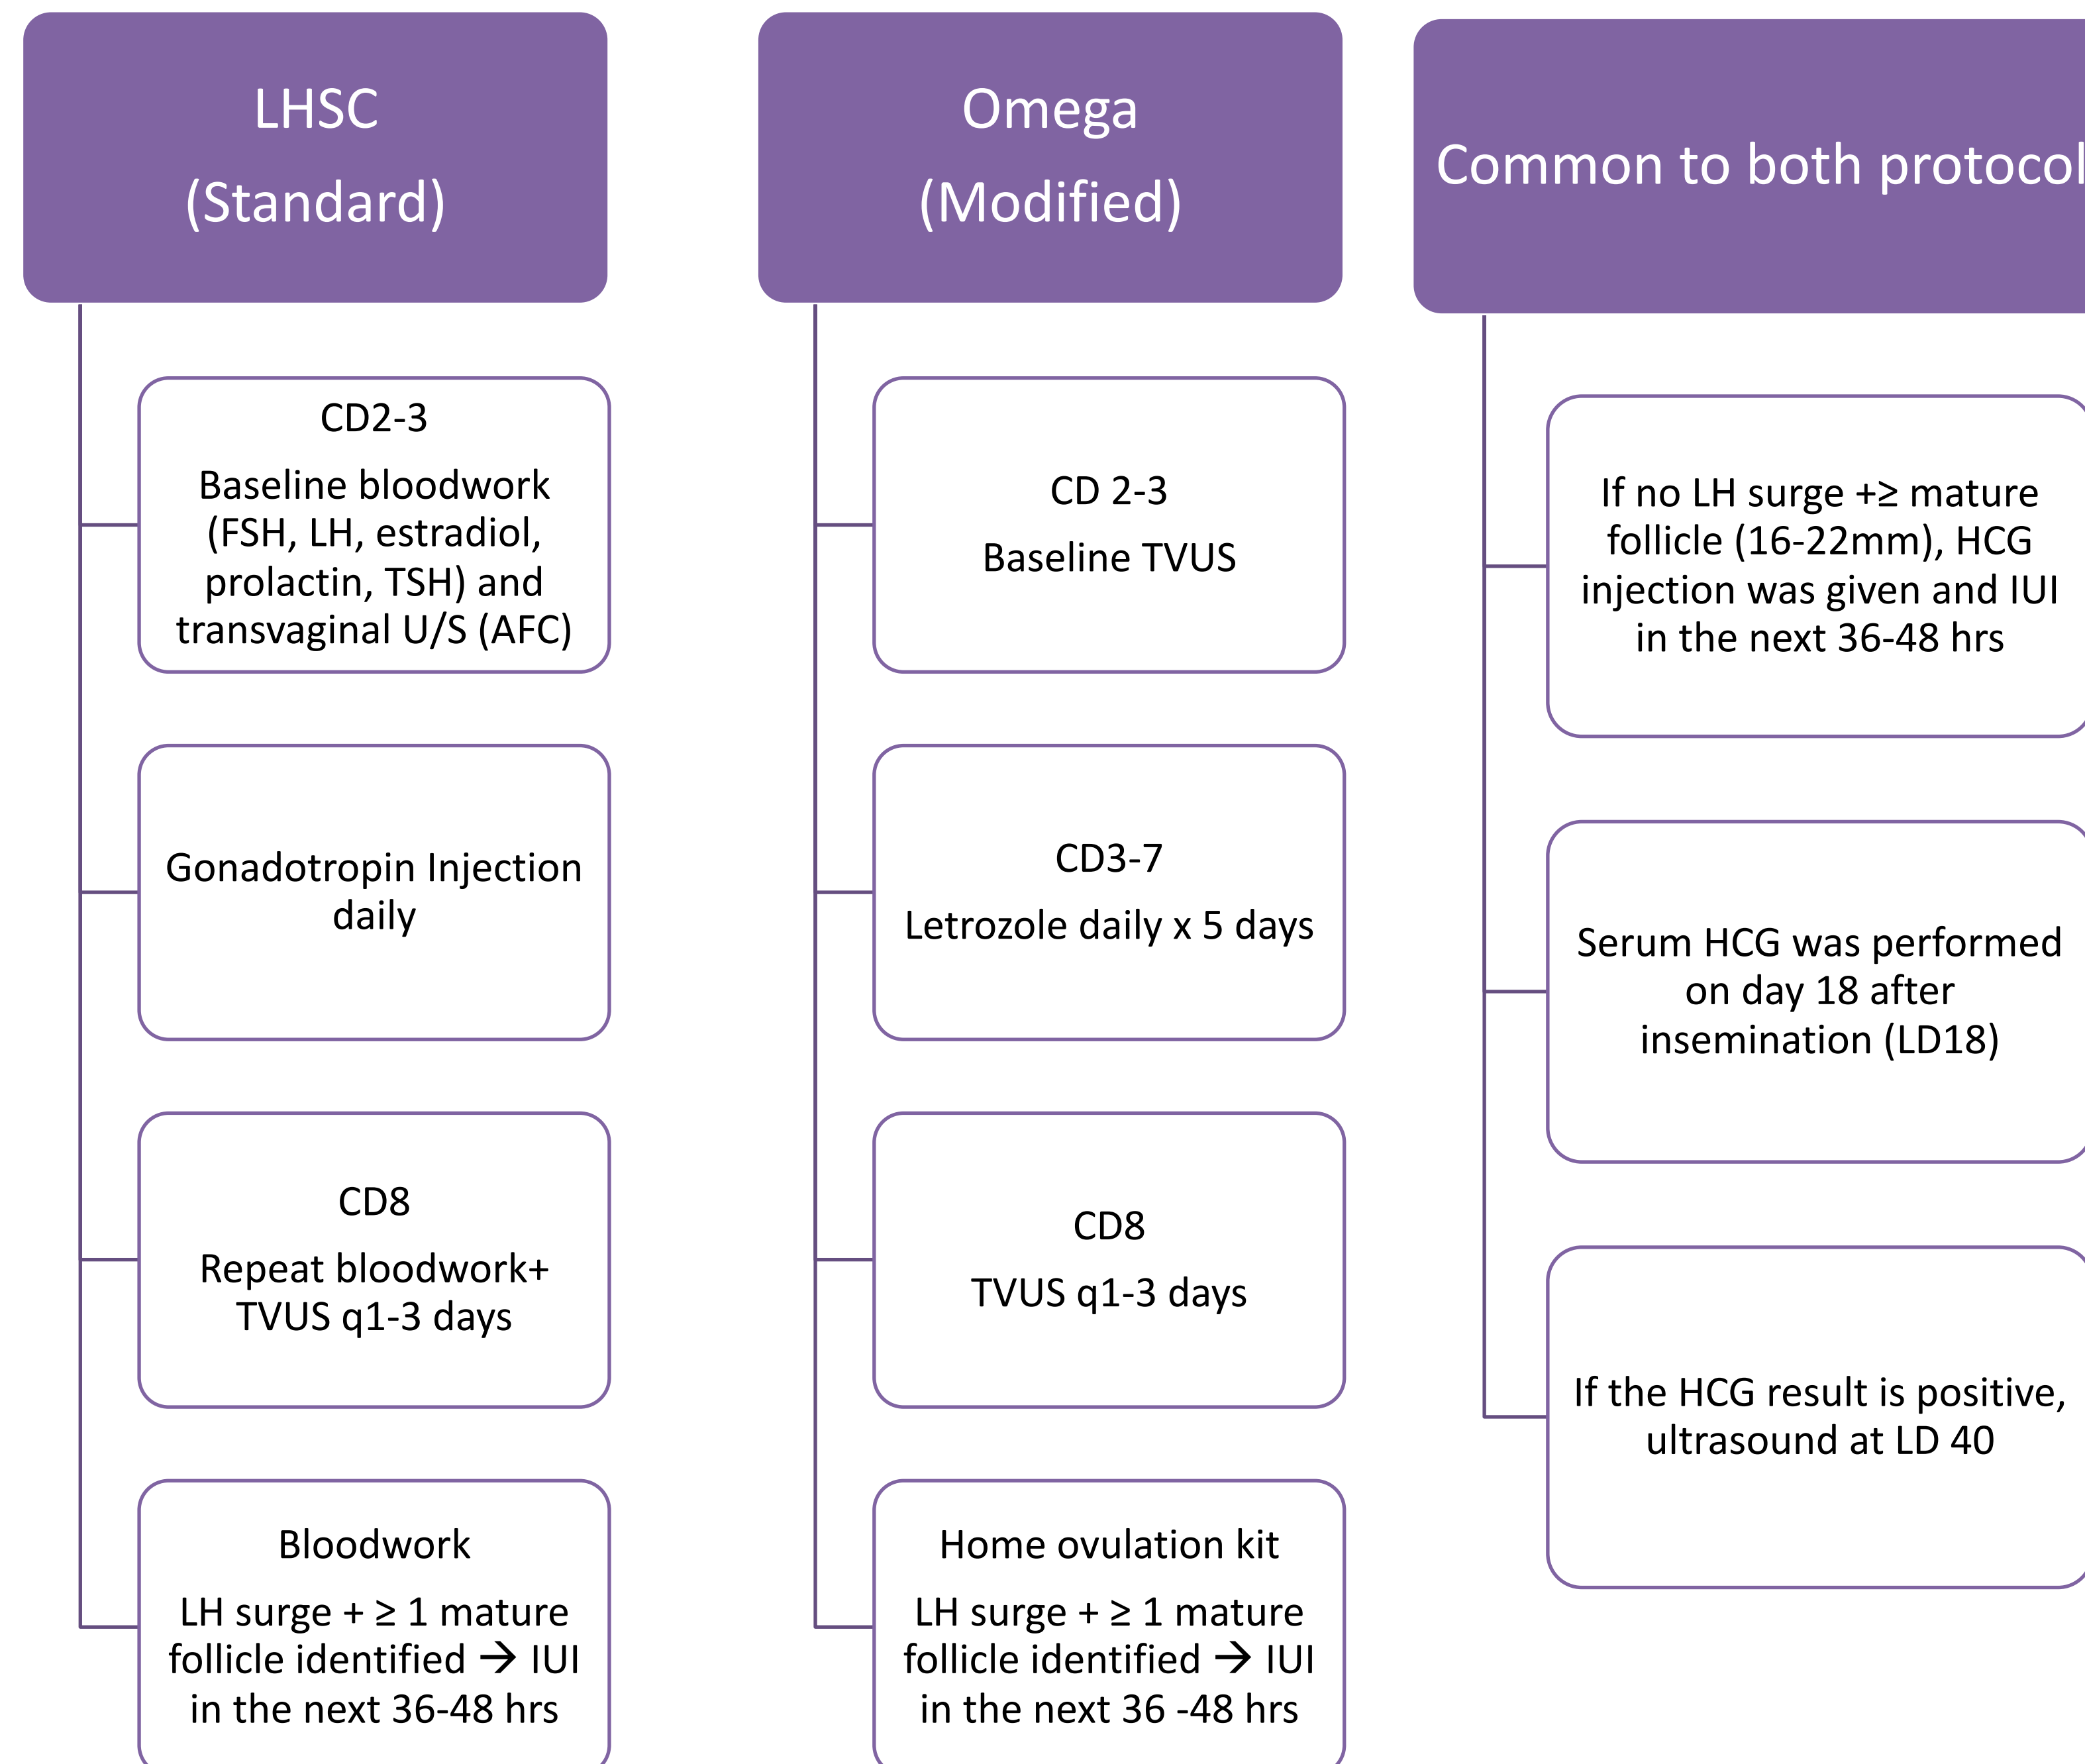 LHSC
(Standard)
CD2-3
Baseline bloodwork
(FSH, LH, estradiol,
prolactin, TSH) and
transvaginal U/S (AFC)
Gonadotropin Injection
daily
CD8
Repeat bloodwork+
TVUS q1-3 days
Bloodwork
LH surge + ≥ 1 mature
follicle identified → IUI
in the next 36-48 hrs
Omega
(Modified)
CD 2-3
Baseline TVUS
CD3-7
Letrozole daily x 5 days
CD8
TVUS q1-3 days
Home ovulation kit
LH surge + ≥ 1 mature
follicle identified → IUI
in the next 36 -48 hrs
Common to both protocol
If no LH surge +≥ mature
follicle (16-22mm), HCG
injection was given and IUI
in the next 36-48 hrs
Serum HCG was performed
on day 18 after
insemination (LD18)
If the HCG result is positive,
ultrasound at LD 40